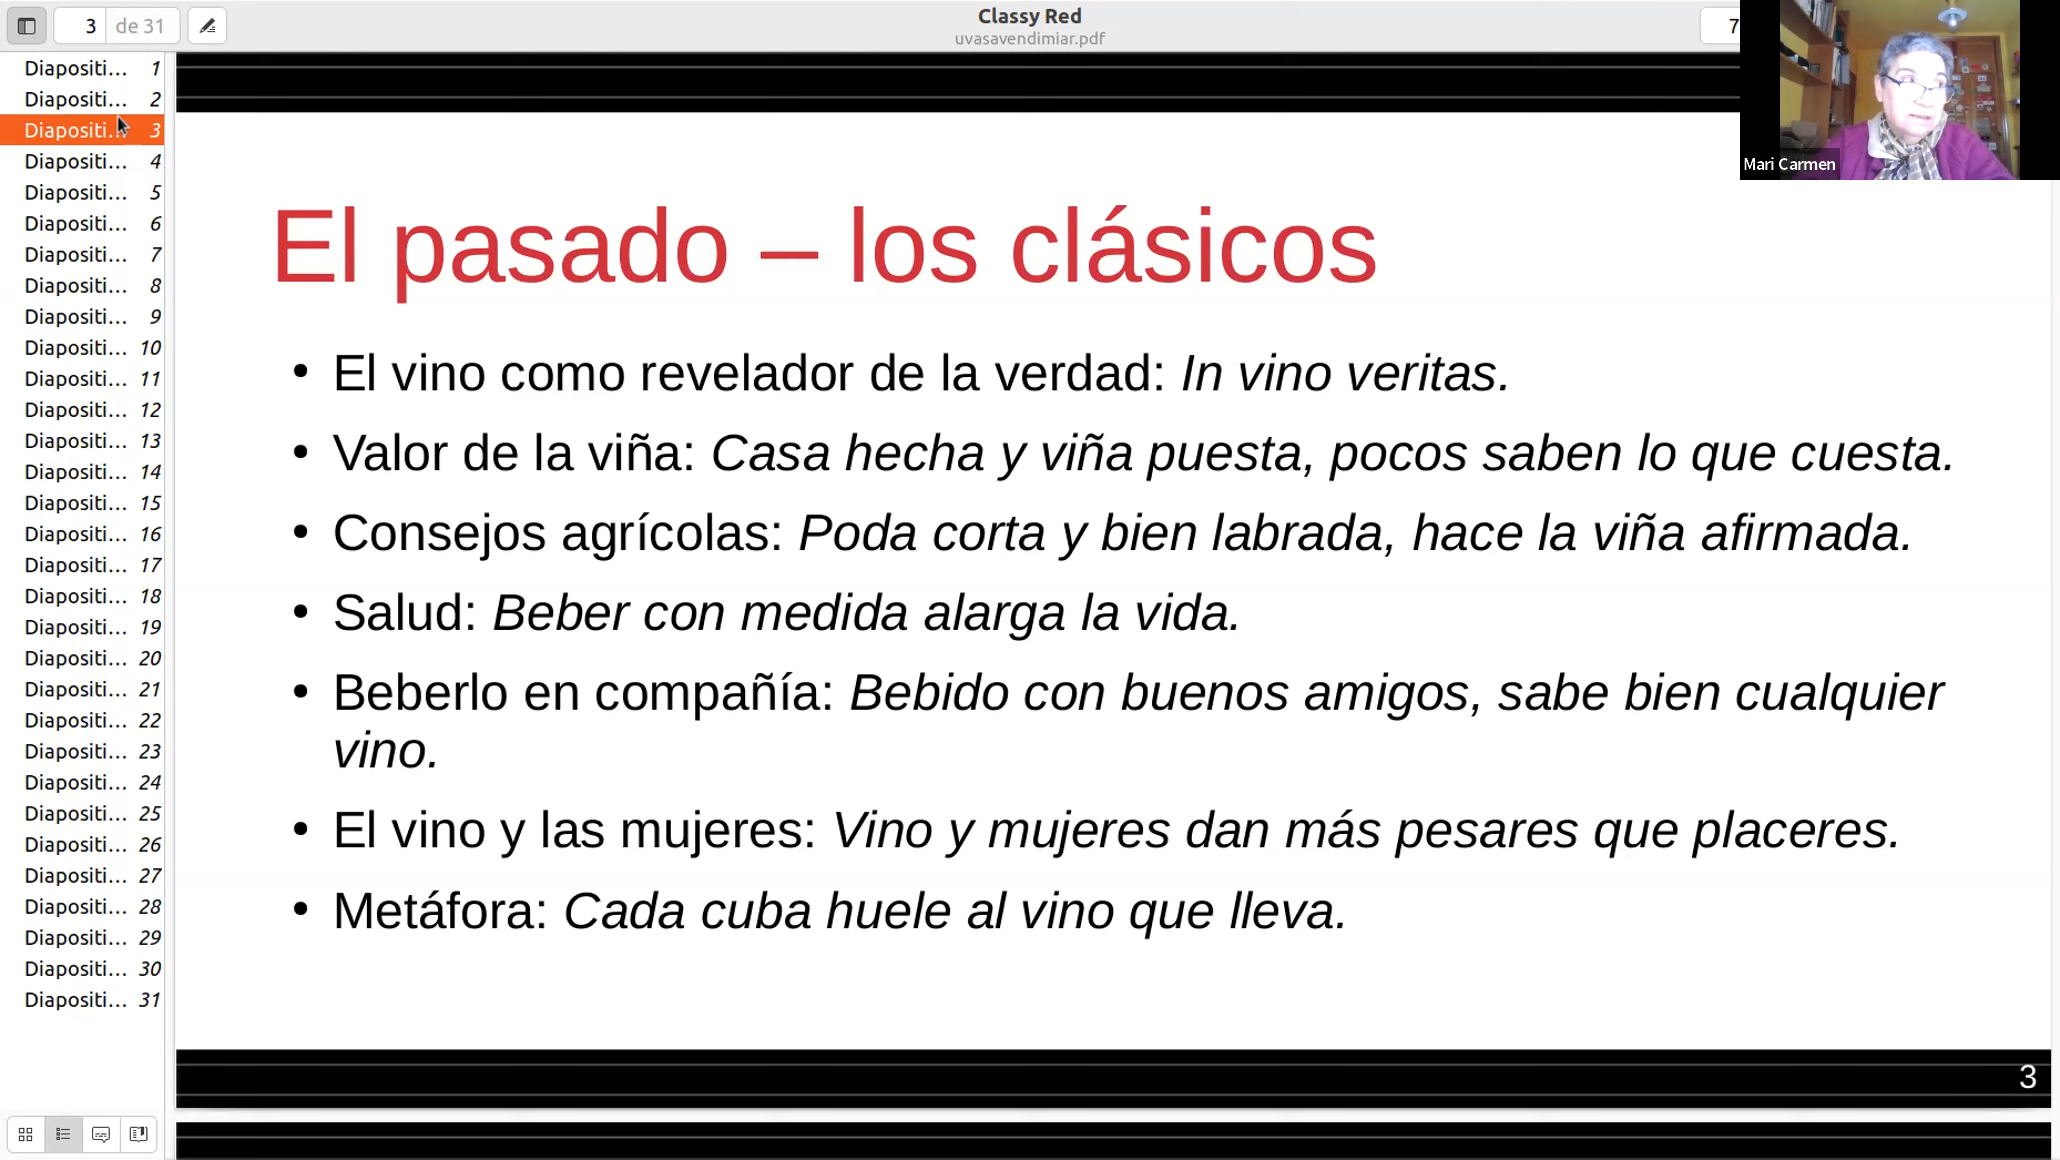 3 de 31
Classy Red
uvasavendimiar.pdf
7
Mari Carmen
Diapositi... 1
Diapositi... 2
Diapositi... 3
Diapositi... 4
Diapositi... 5
Diapositi... 6
Diapositi... 7
Diapositi... 8
Diapositi... 9
Diapositi... 10
Diapositi... 11
Diapositi... 12
Diapositi... 13
Diapositi... 14
Diapositi... 15
Diapositi... 16
Diapositi... 17
Diapositi... 18
Diapositi... 19
Diapositi... 20
Diapositi... 21
Diapositi... 22
Diapositi... 23
Diapositi... 24
Diapositi... 25
Diapositi... 26
Diapositi... 27
Diapositi... 28
Diapositi... 29
Diapositi... 30
Diapositi... 31
El pasado – los clásicos
• El vino como revelador de la verdad: In vino veritas.
• Valor de la viña: Casa hecha y viña puesta, pocos saben lo que cuesta.
• Consejos agrícolas: Poda corta y bien labrada, hace la viña afirmada.
• Salud: Beber con medida alarga la vida.
• Beberlo en compañía: Bebido con buenos amigos, sabe bien cualquier
vino.
• El vino y las mujeres: Vino y mujeres dan más pesares que placeres.
• Metáfora: Cada cuba huele al vino que lleva.
3